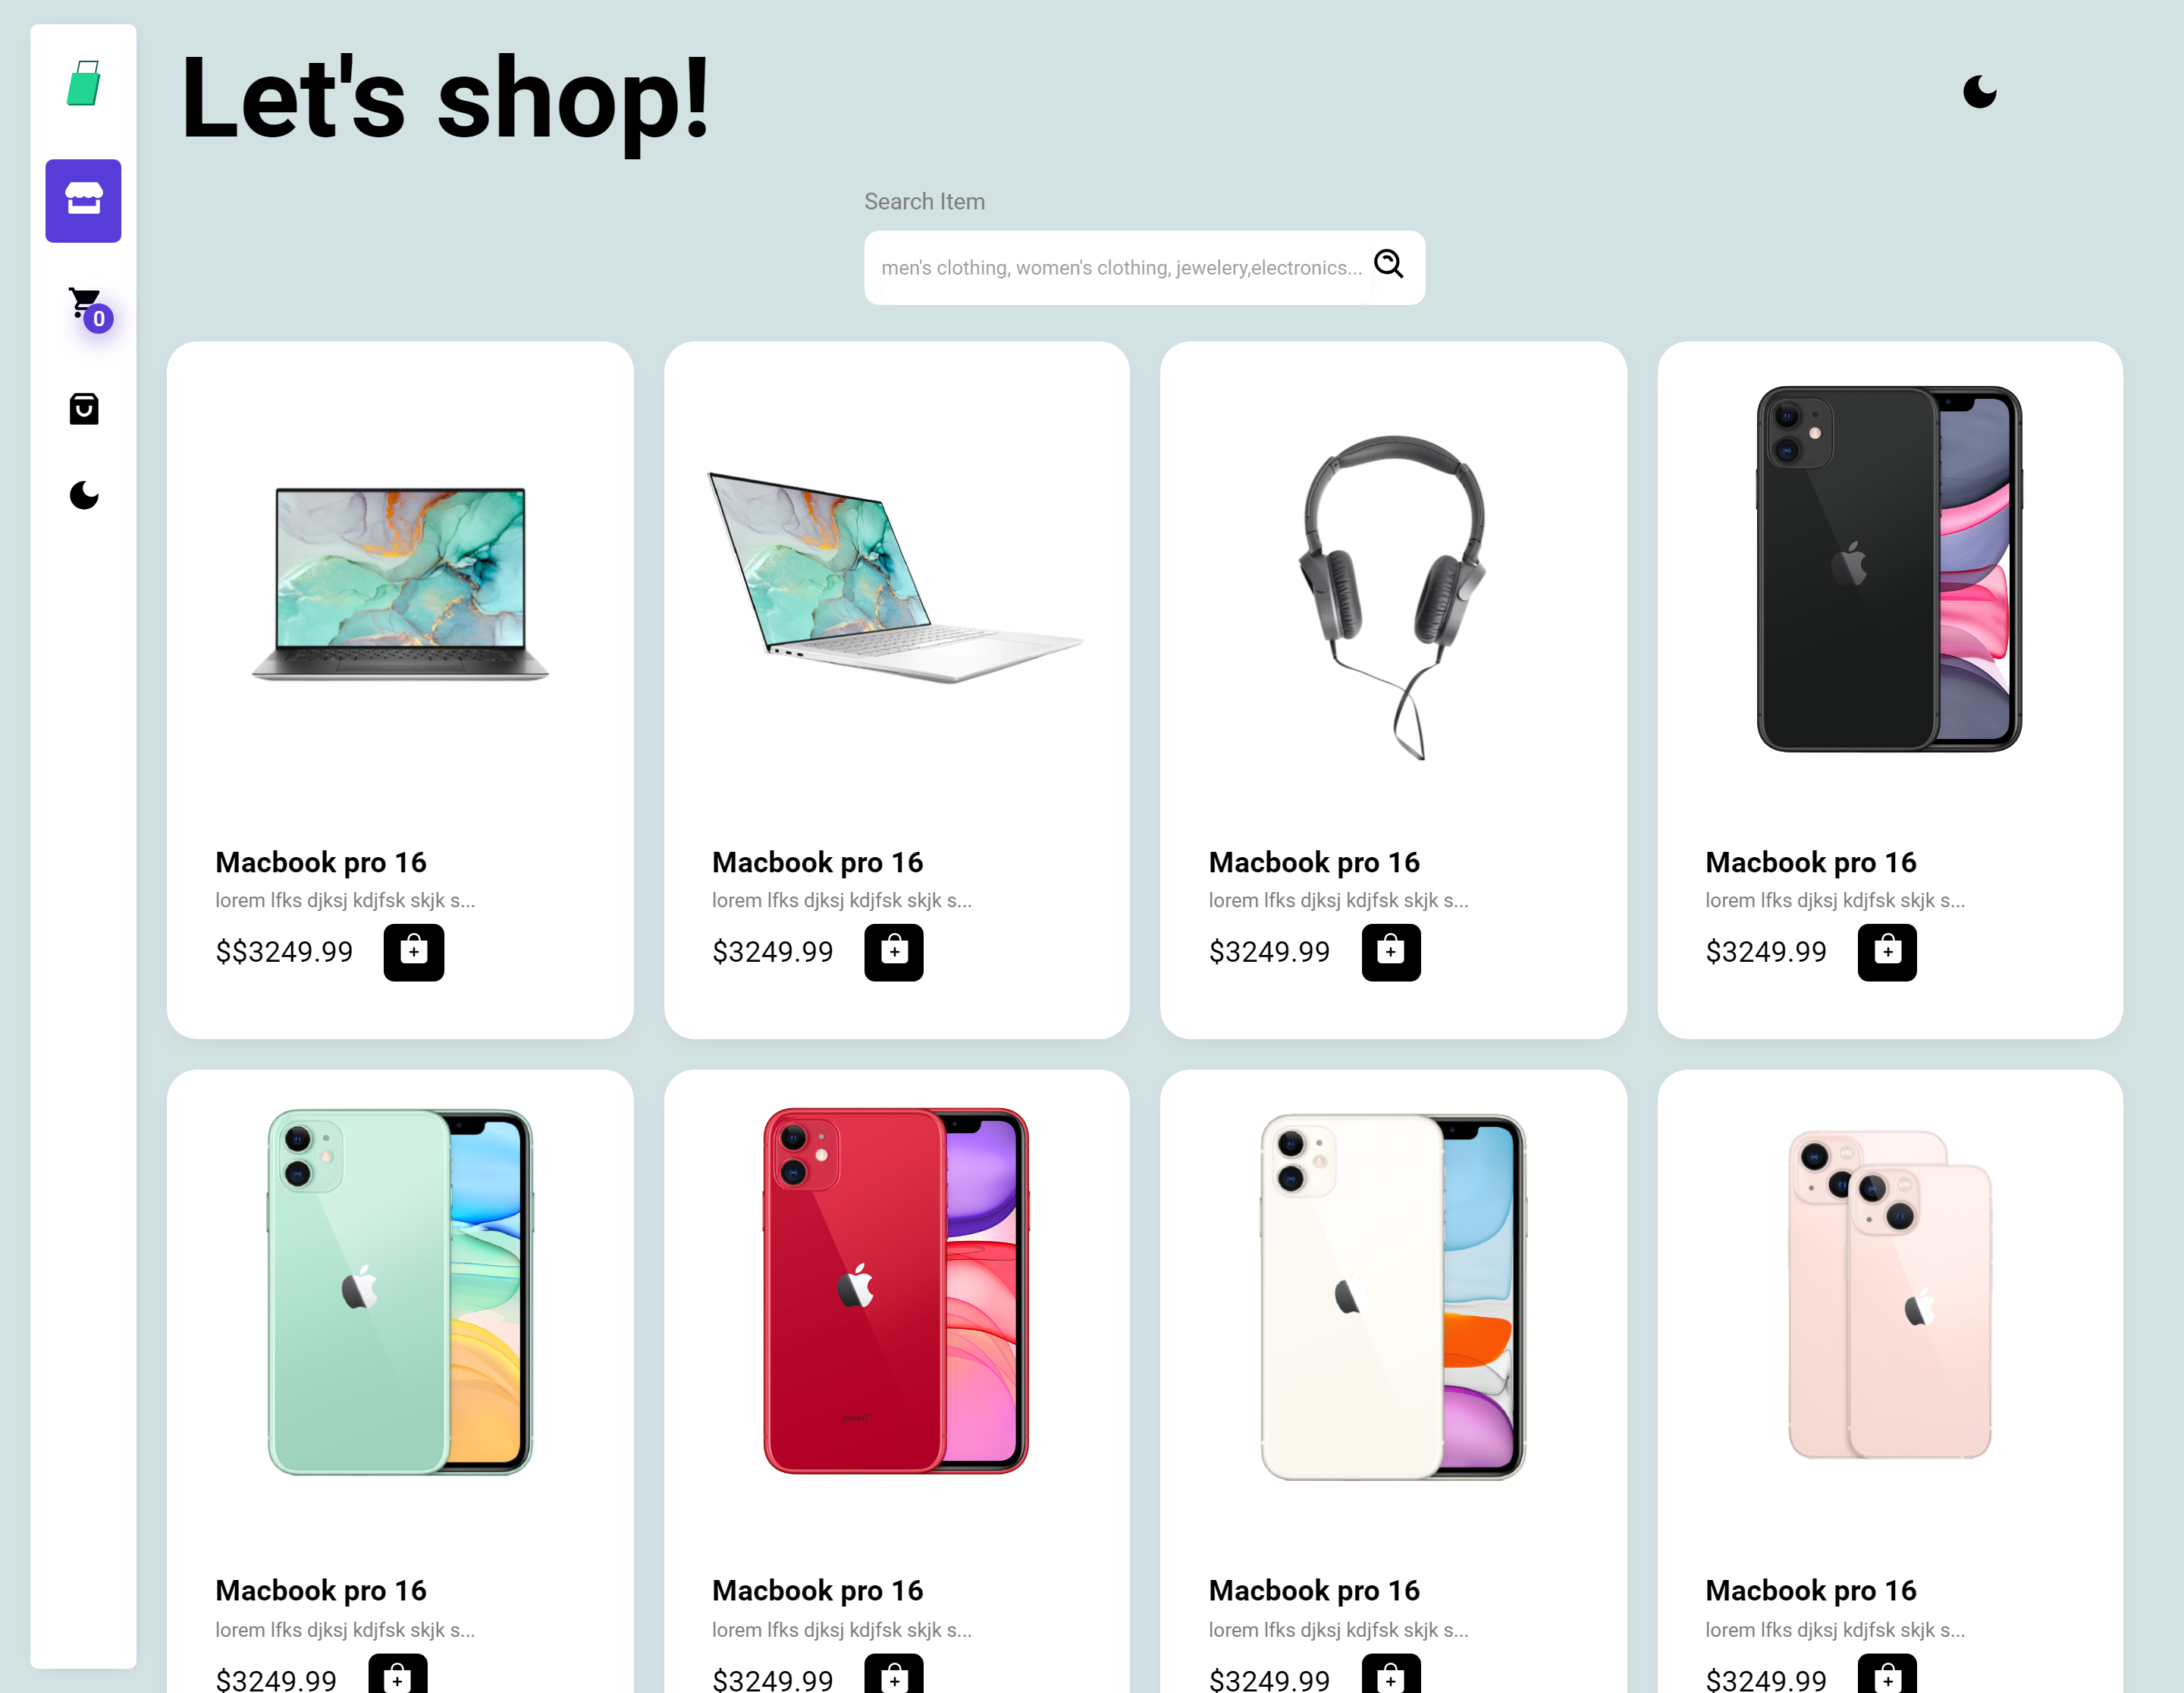 Let's shop!
Search Item
men's clothing, women's clothing, jewelery,electronics...
0
Macbook pro 16
lorem lfks djksj kdjfsk skjk s...
$$3249.99
Macbook pro 16
lorem lfks djksj kdjfsk skjk s...
$3249.99
Macbook pro 16
lorem lfks djksj kdjfsk skjk s...
$3249.99
Macbook pro 16
lorem lfks djksj kdjfsk skjk s...
$3249.99
Macbook pro 16
lorem lfks djksj kdjfsk skjk s...
$3249.99
Macbook pro 16
lorem lfks djksj kdjfsk skjk s...
$3249.99
Macbook pro 16
lorem lfks djksj kdjfsk skjk s...
$3249.99
Macbook pro 16
lorem lfks djksj kdjfsk skjk s...
$3249.99